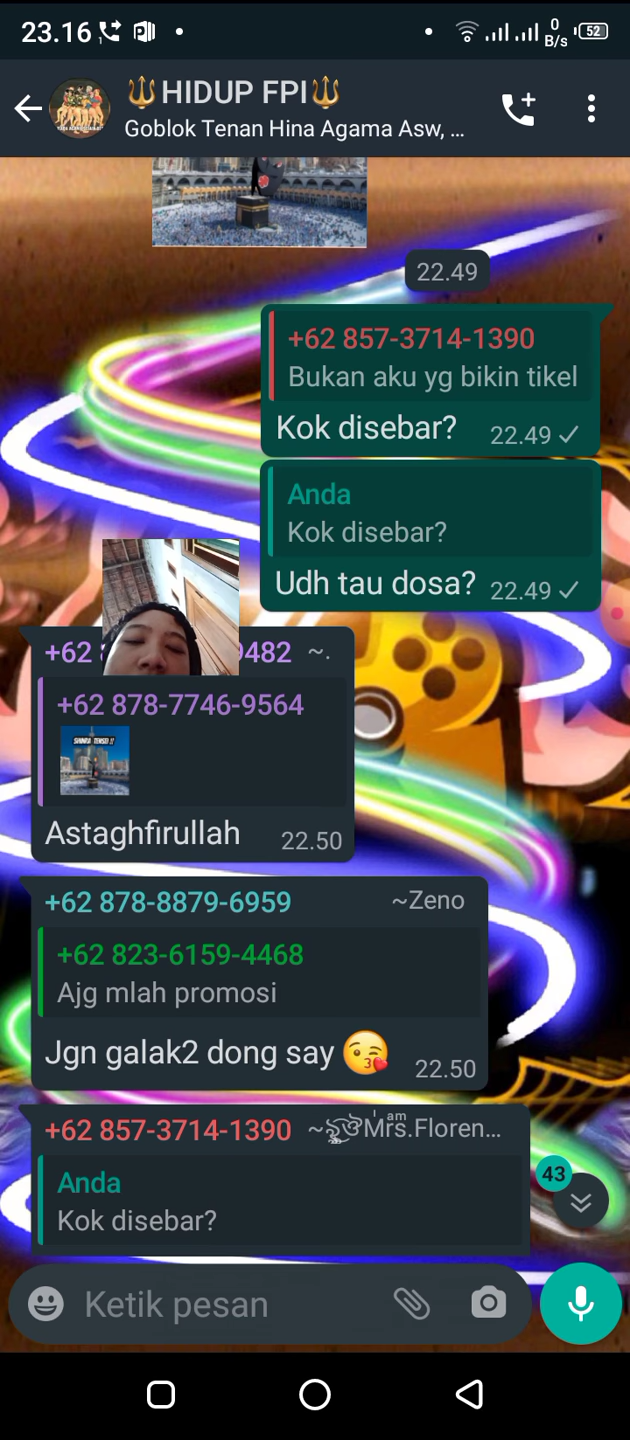 23.16
0
B/s
52
🔱HIDUP FPI🔱
Goblok Tenan Hina Agama Asw, ...
22.49
+62 857-3714-1390
Bukan aku yg bikin tikel
Kok disebar?
22.49
Anda
Kok disebar?
Udh tau dosa?
22.49
+62
9482 ~.
+62 878-7746-9564
SHINRA TENSEI !!
Astaghfirullah
22.50
+62 878-8879-6959
~Zeno
+62 823-6159-4468
Ajg mlah promosi
Jgn galak2 dong say 😘
22.50
+62 857-3714-1390
am
Mrs.Floren...
Anda
Kok disebar?
43
Ketik pesan